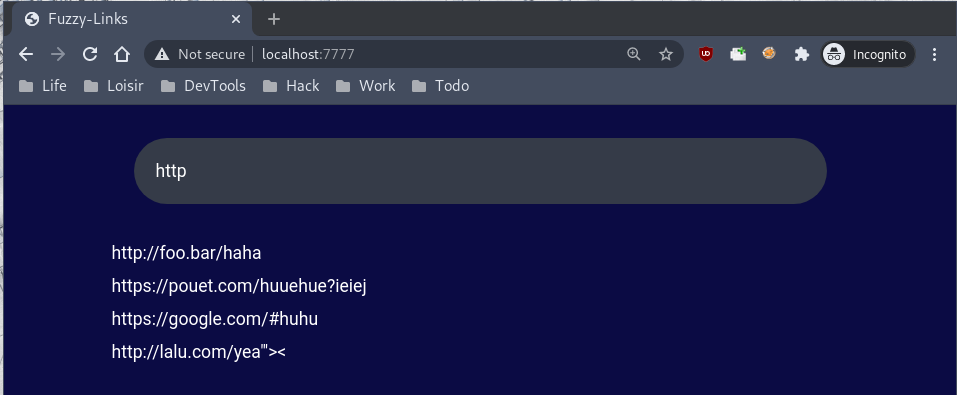 Fuzzy-Links
Not secure localhost:7777 Incognito
Life Loisir DevTools Hack Work Todo
http
http://foo.bar/haha
https://pouet.com/huuehue?ieiej
https://google.com/#huhu
http://lalu.com/yea'"><